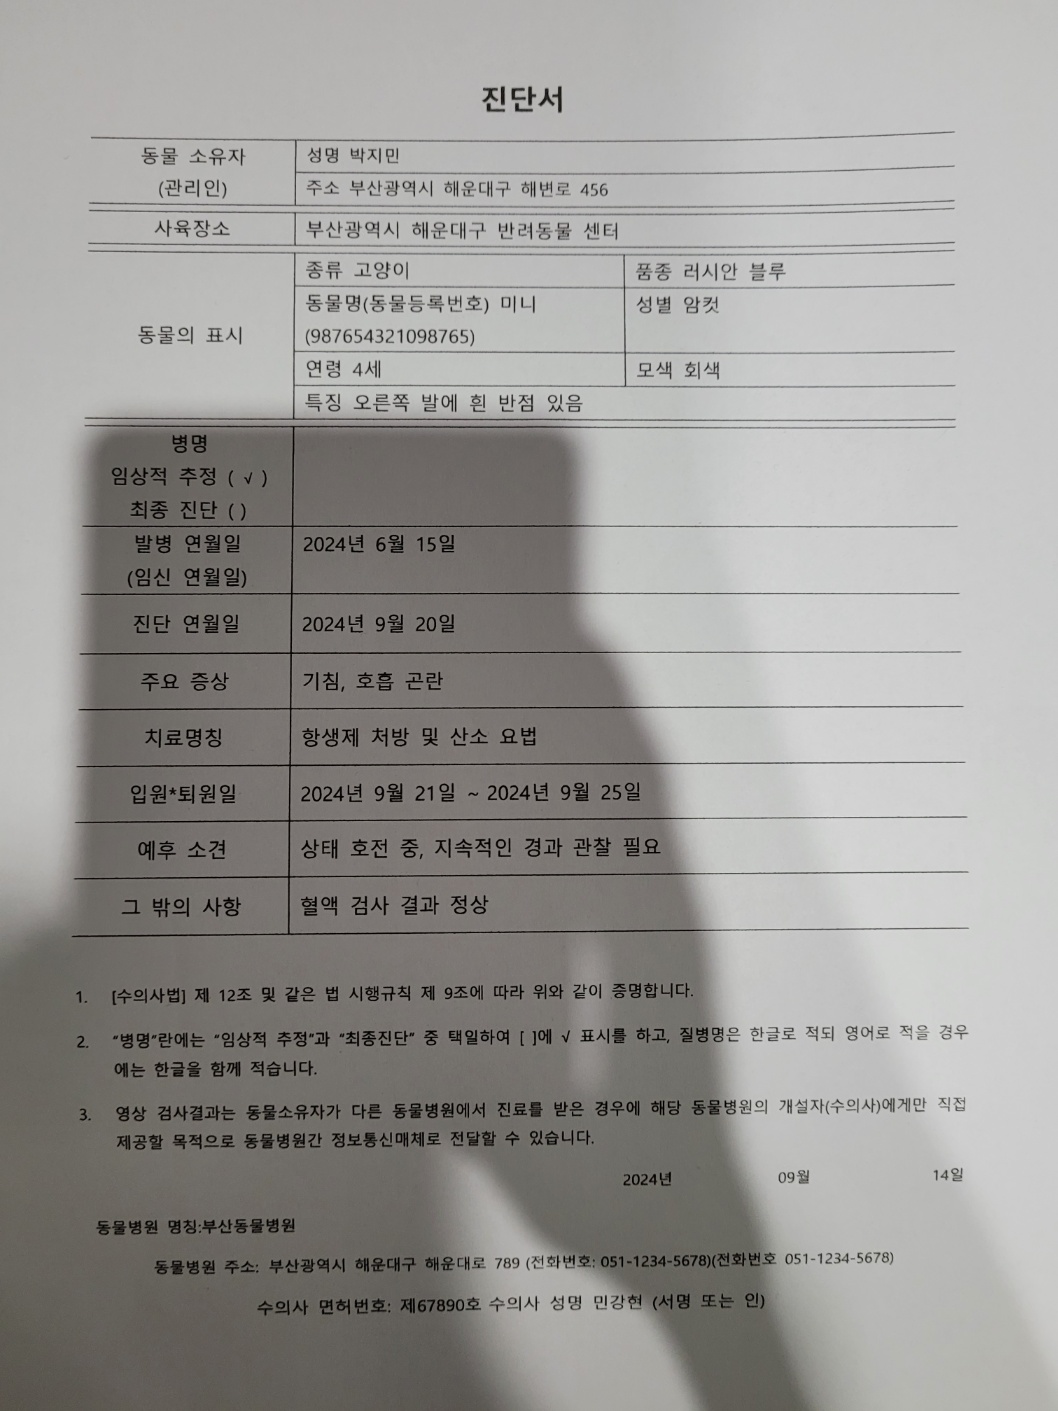 진단서
동물 소유자
(관리인)
성명 박지민
주소 부산광역시 해운대구 해변로 456
사육장소
부산광역시 해운대구 반려동물 센터
동물의 표시
종류 고양이
품종 러시안 블루
동물명(동물등록번호) 미니
(987654321098765)
성별 암컷
연령 4세
모색 회색
특징 오른쪽 발에 흰 반점 있음
병명
임상적 추정 ( √ )
최종 진단 ( )
발병 연월일
(임신 연월일)
2024년 6월 15일
진단 연월일
2024년 9월 20일
주요 증상
기침, 호흡 곤란
치료명칭
항생제 처방 및 산소 요법
입원*퇴원일
2024년 9월 21일 ~ 2024년 9월 25일
예후 소견
상태 호전 중, 지속적인 경과 관찰 필요
그 밖의 사항
혈액 검사 결과 정상
1. [수의사법] 제 12조 및 같은 법 시행규칙 제 9조에 따라 위와 같이 증명합니다.
2. “병명”란에는 “임상적 추정”과 “최종진단” 중 택일하여 [ ]에 √ 표시를 하고, 질병명은 한글로 적되 영어로 적을 경우
에는 한글을 함께 적습니다.
3. 영상 검사결과는 동물소유자가 다른 동물병원에서 진료를 받은 경우에 해당 동물병원의 개설자(수의사)에게만 직접
제공할 목적으로 동물병원간 정보통신매체로 전달할 수 있습니다.
2024년 09월 14일
동물병원 명칭:부산동물병원
동물병원 주소: 부산광역시 해운대구 해운대로 789 (전화번호: 051-1234-5678)(전화번호 051-1234-5678)
수의사 면허번호: 제67890호 수의사 성명 민강현 (서명 또는 인)